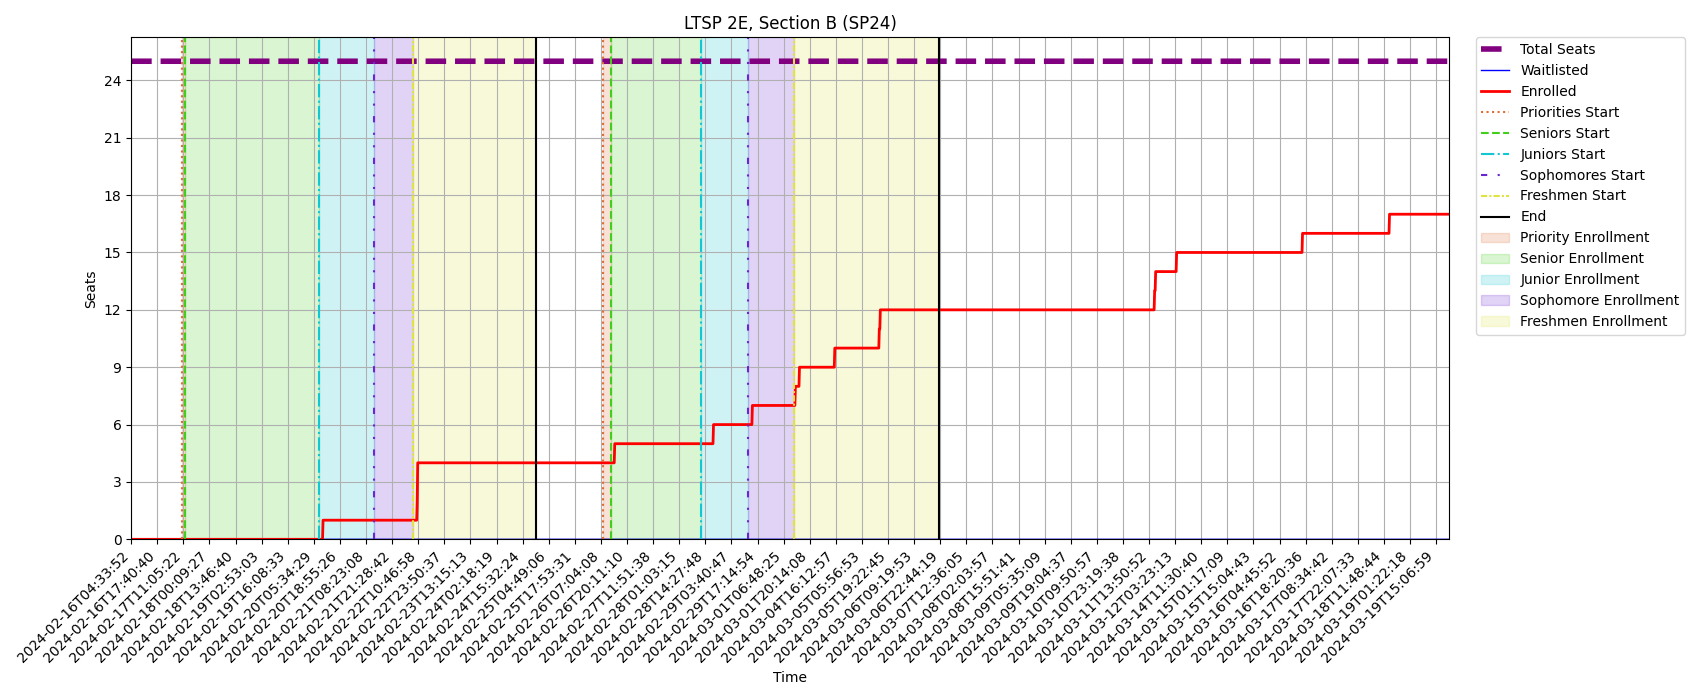 LTSP 2E, Section B (SP24)
Seats
24
21
18
15
12
9
6
3
0
2024-02-16T04:33:52
2024-02-16T17:40:40
2024-02-17T11:05:22
2024-02-18T00:09:27
2024-02-18T13:46:40
2024-02-19T02:53:03
2024-02-19T16:08:33
2024-02-20T05:34:29
2024-02-20T18:55:26
2024-02-21T08:23:08
2024-02-21T21:28:42
2024-02-22T10:46:58
2024-02-22T23:50:37
2024-02-23T13:15:13
2024-02-24T02:18:19
2024-02-24T15:32:24
2024-02-25T04:49:06
2024-02-25T17:53:31
2024-02-26T07:04:08
2024-02-26T20:11:10
2024-02-27T11:51:38
2024-02-28T01:03:15
2024-02-28T14:27:48
2024-02-29T03:40:47
2024-02-29T17:14:54
2024-03-01T06:48:25
2024-03-01T20:14:08
2024-03-04T16:12:57
2024-03-05T05:56:53
2024-03-05T19:22:45
2024-03-06T09:19:53
2024-03-06T22:44:19
2024-03-07T12:36:05
2024-03-08T02:03:57
2024-03-08T15:51:41
2024-03-09T05:35:09
2024-03-09T19:04:37
2024-03-10T09:50:57
2024-03-10T23:19:38
2024-03-11T13:50:52
2024-03-12T03:23:13
2024-03-14T11:30:40
2024-03-15T01:17:09
2024-03-15T15:04:43
2024-03-16T04:45:52
2024-03-16T18:20:36
2024-03-17T08:34:42
2024-03-17T22:07:33
2024-03-18T11:48:44
2024-03-19T01:22:18
2024-03-19T15:06:59
Time
Total Seats
Waitlisted
Enrolled
Priorities Start
Seniors Start
Juniors Start
Sophomores Start
Freshmen Start
End
Priority Enrollment
Senior Enrollment
Junior Enrollment
Sophomore Enrollment
Freshmen Enrollment